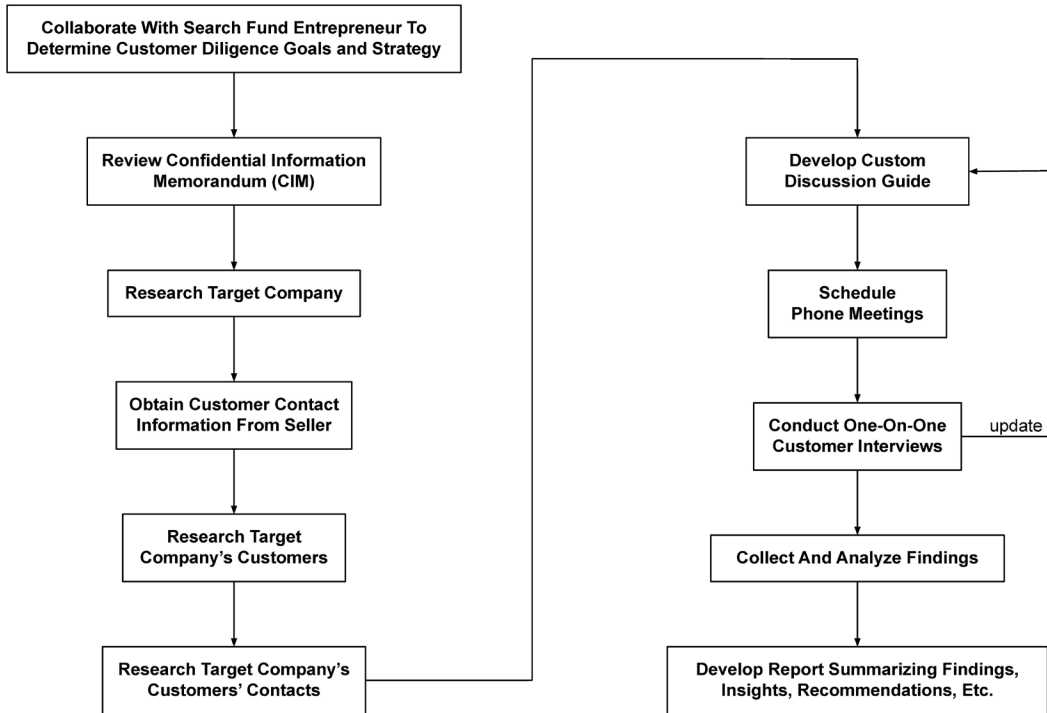 Collaborate With Search Fund Entrepreneur To
Determine Customer Diligence Goals and Strategy
Review Confidential Information
Memorandum (CIM)
Research Target Company
Obtain Customer Contact
Information From Seller
Research Target
Company’s Customers
Research Target Company’s
Customers’ Contacts
Develop Custom
Discussion Guide
Schedule
Phone Meetings
Conduct One-On-One
Customer Interviews
update
Collect And Analyze Findings
Develop Report Summarizing Findings,
Insights, Recommendations, Etc.